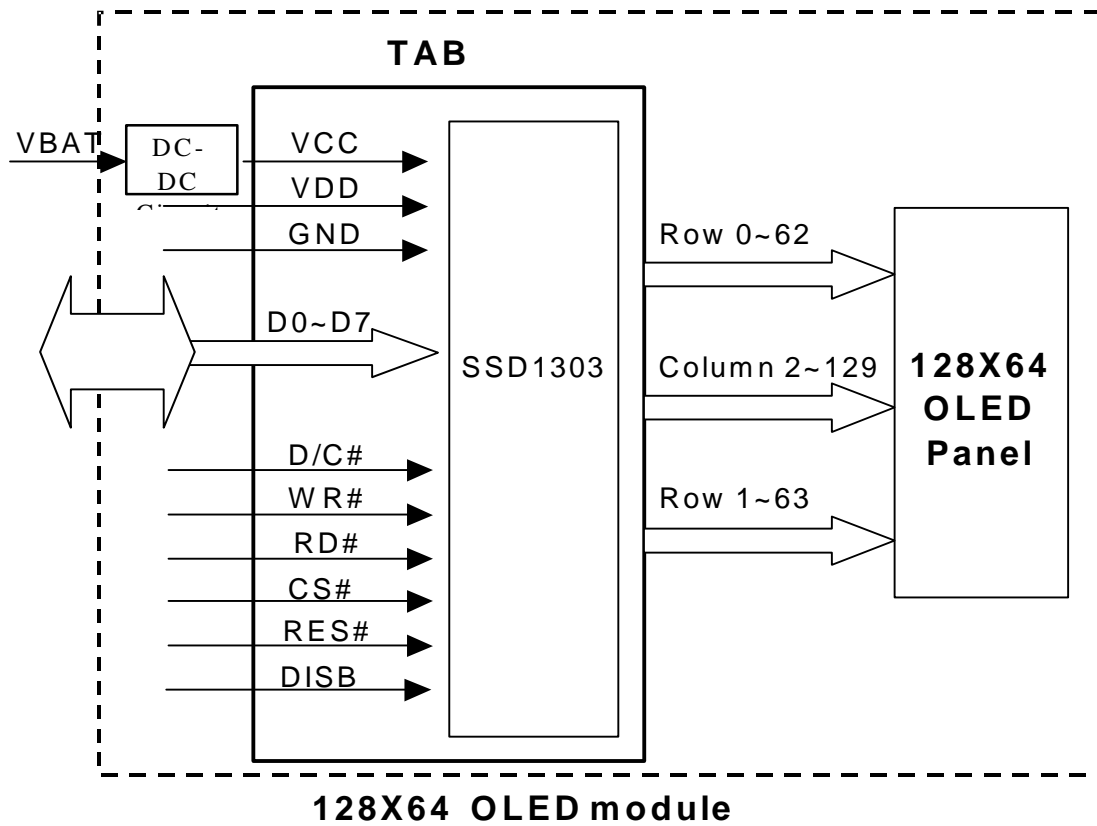 TAB
VBAT
DC-
DC
VCC
VDD
GND
D0~D7
D/C#
WR#
RD#
CS#
RES#
DISB
SSD1303
Row 0~62
Column 2~129
Row 1~63
128X64
OLED
Panel
128X64 OLED module